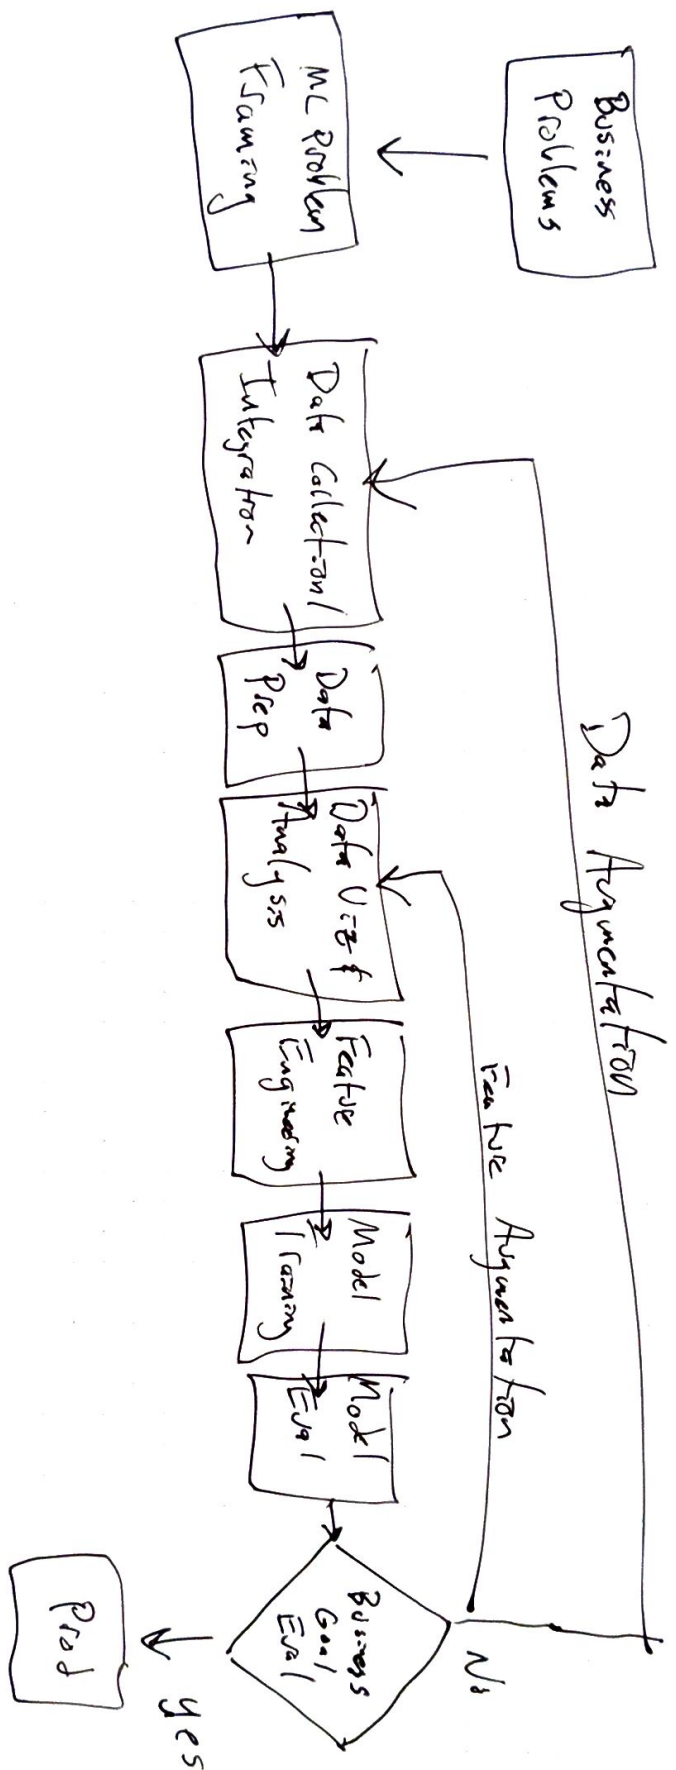 Business
Problems
ML Problem
Framing
Data Collection/
Integration
Data
Prep
Data Viz &
Analysis
Feature
Engineering
Model
Training
Model
Eval
Business
Goal
Eval
No
Yes
Prod
Feature Augmentation
Data Augmentation